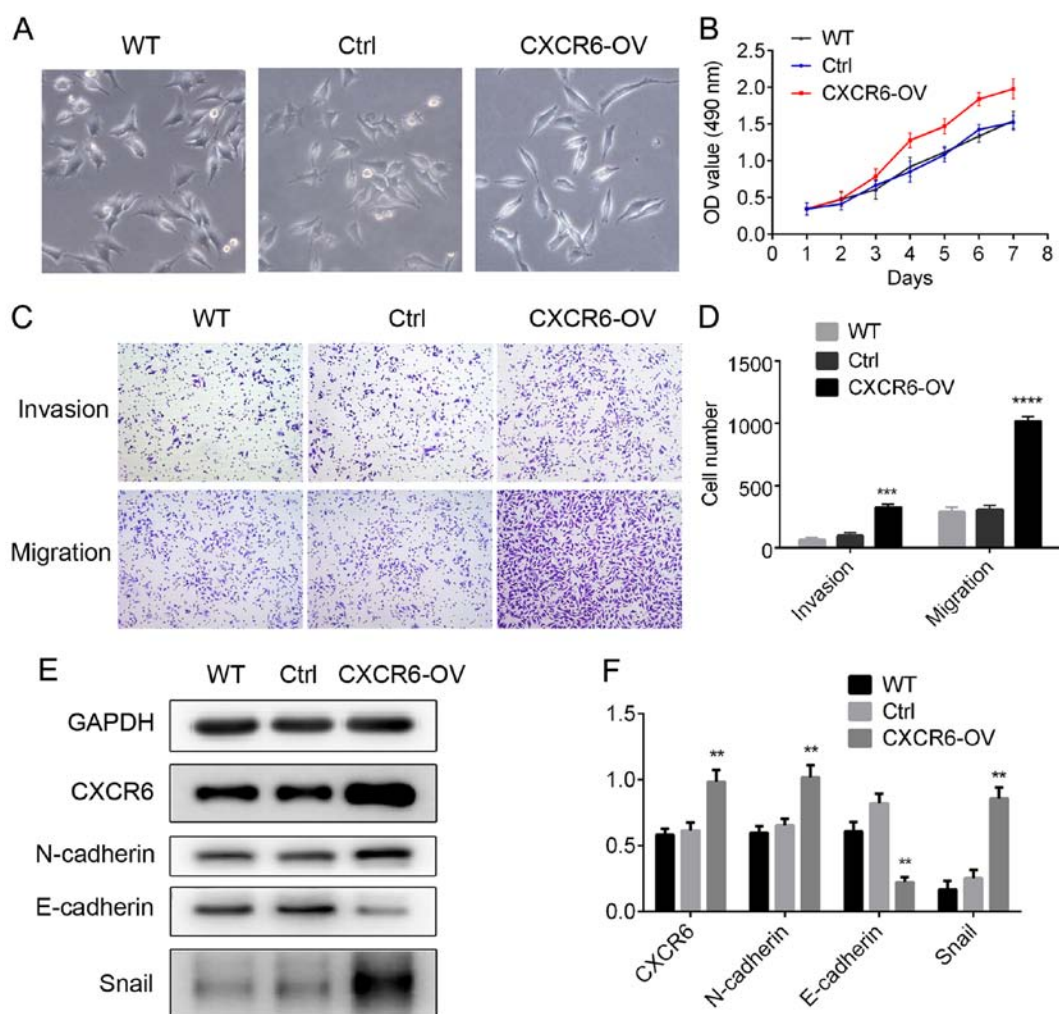 A
WT
Ctrl
CXCR6-OV
B
WT
Ctrl
CXCR6-OV
OD value (490 nm)
2.5
2.0
1.5
1.0
0.5
0.0
0 1 2 3 4 5 6 7 8
Days
C
WT
Ctrl
CXCR6-OV
Invasion
Migration
D
WT
Ctrl
CXCR6-OV
Cell number
1500
1000
500
0
***
****
Invasion
Migration
E
WT Ctrl CXCR6-OV
GAPDH
CXCR6
N-cadherin
E-cadherin
Snail
F
WT
Ctrl
CXCR6-OV
1.5
1.0
0.5
0.0
**
**
**
**
CXCR6
N-cadherin
E-cadherin
Snail